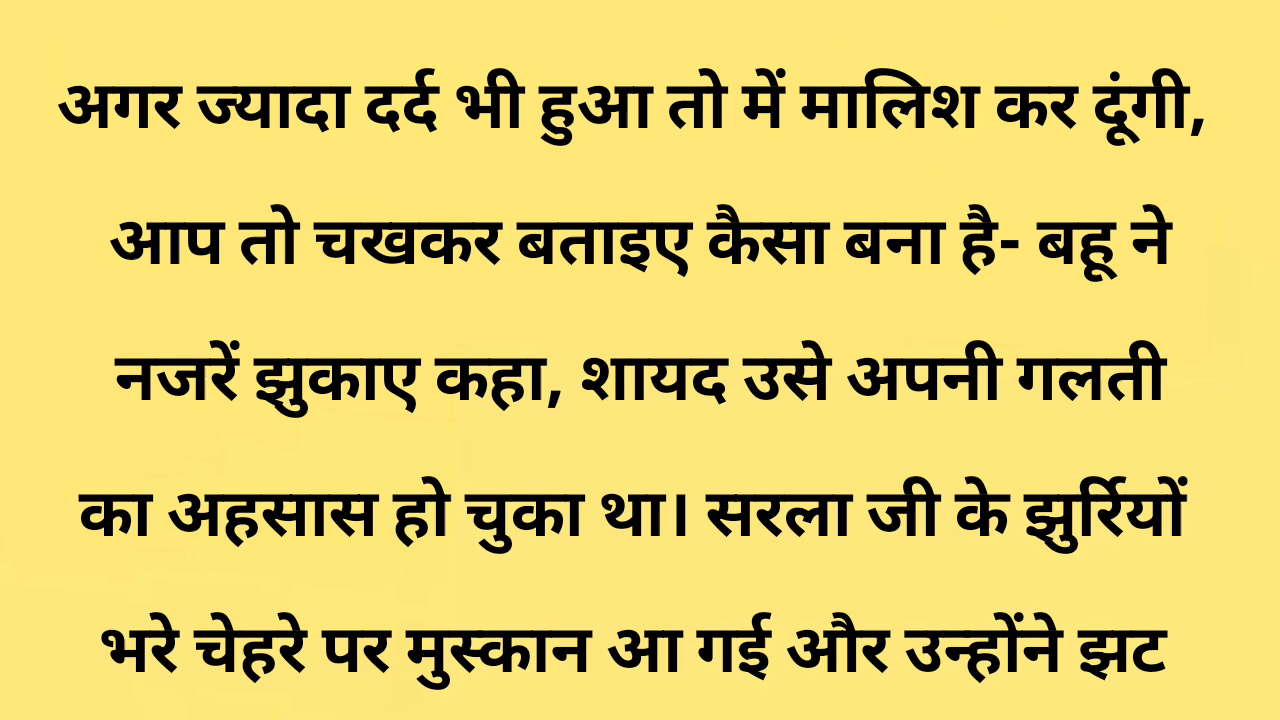 अगर ज्यादा दर्द भी हुआ तो में मालिश कर दूंगी,
आप तो चखकर बताइए कैसा बना है- बहू ने
नजरें झुकाए कहा, शायद उसे अपनी गलती
का अहसास हो चुका था। सरला जी के झुर्रियों
भरे चेहरे पर मुस्कान आ गई और उन्होंने झट